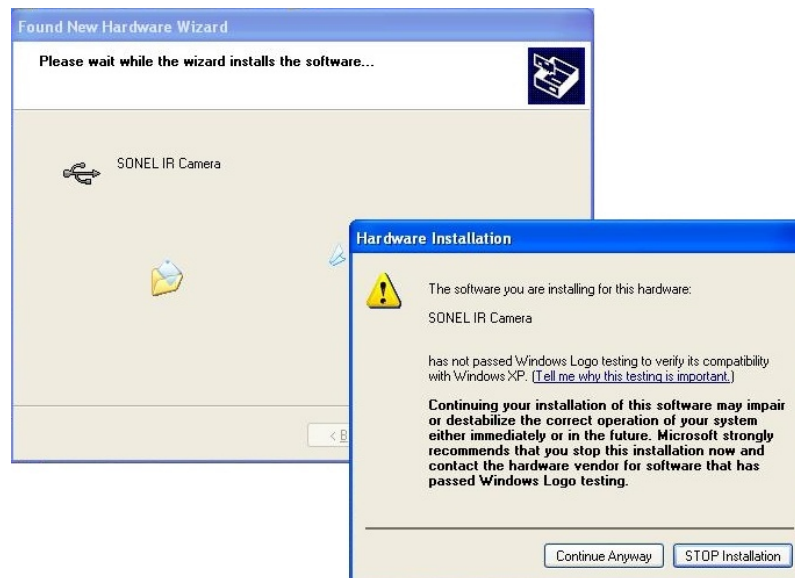 Found New Hardware Wizard
Please wait while the wizard installs the software...
SONEL IR Camera
< B
Hardware Installation
The software you are installing for this hardware:
SONEL IR Camera
has not passed Windows Logo testing to verify its compatibility
with Windows XP. (Tell me why this testing is important.)
Continuing your installation of this software may impair
or destabilize the correct operation of your system
either immediately or in the future. Microsoft strongly
recommends that you stop this installation now and
contact the hardware vendor for software that has
passed Windows Logo testing.
Continue Anyway STOP Installation